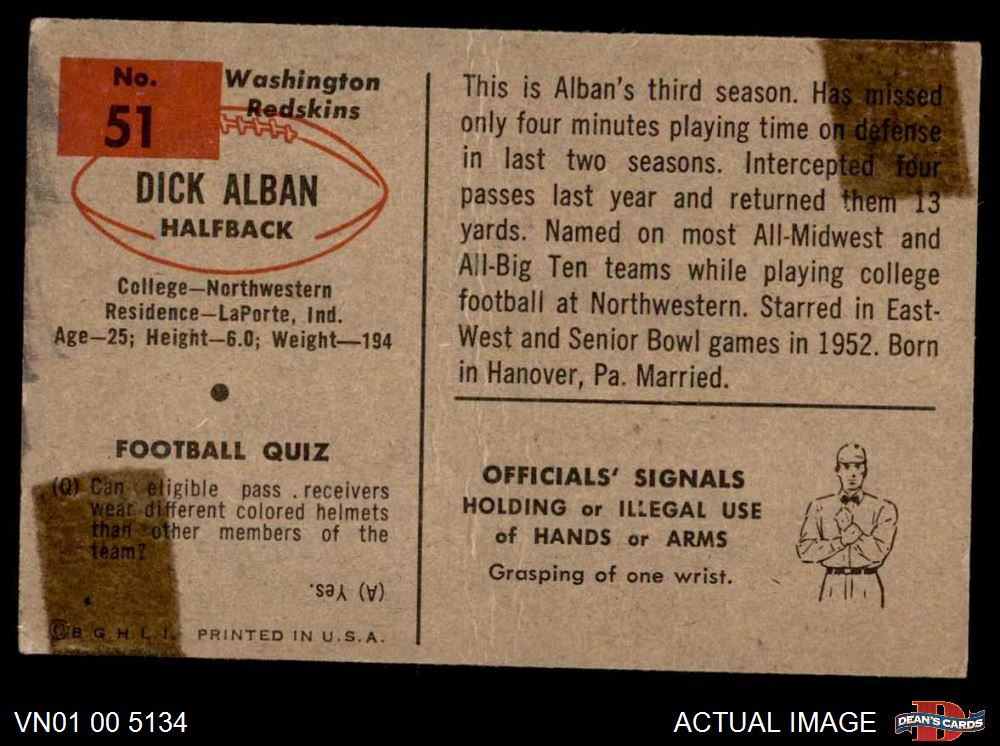 No.
51
Washington
Redskins
DICK ALBAN
HALFBACK
College—Northwestern
Residence—LaPorte, Ind.
Age—25; Height—6.0; Weight—194
FOOTBALL QUIZ
(Q) Can eligible pass . receivers
wear different colored helmets
than other members of the
team?
(A) Yes.
©B.G.H.L.I. PRINTED IN U.S.A.
This is Alban's third season. Has missed
only four minutes playing time on defense
in last two seasons. Intercepted four
passes last year and returned them 13
yards. Named on most All-Midwest and
All-Big Ten teams while playing college
football at Northwestern. Starred in East-
West and Senior Bowl games in 1952. Born
in Hanover, Pa. Married.
OFFICIALS' SIGNALS
HOLDING or ILLEGAL USE
of HANDS or ARMS
Grasping of one wrist.
VN01 00 5134
ACTUAL IMAGE
DEAN'S CARDS